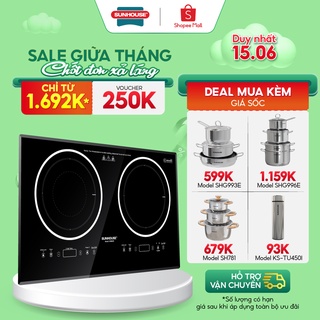 SUNHOUSE
Shopee Mall
SALE GIỮA THÁNG
Chốt đơn xả láng
Duy nhất
15.06
CHỈ TỪ
1.692K*
VOUCHER
250K
DEAL MUA KÈM
GIÁ SỐC
599K
Model SHG993E
1.159K
Model SHG996E
679K
Model SH781
93K
Model KS-TU450I
SUNHOUSE
HỖ TRỢ
VẬN CHUYỂN
*Số lượng có hạn
giá sau khi áp dụng toàn bộ ưu đãi